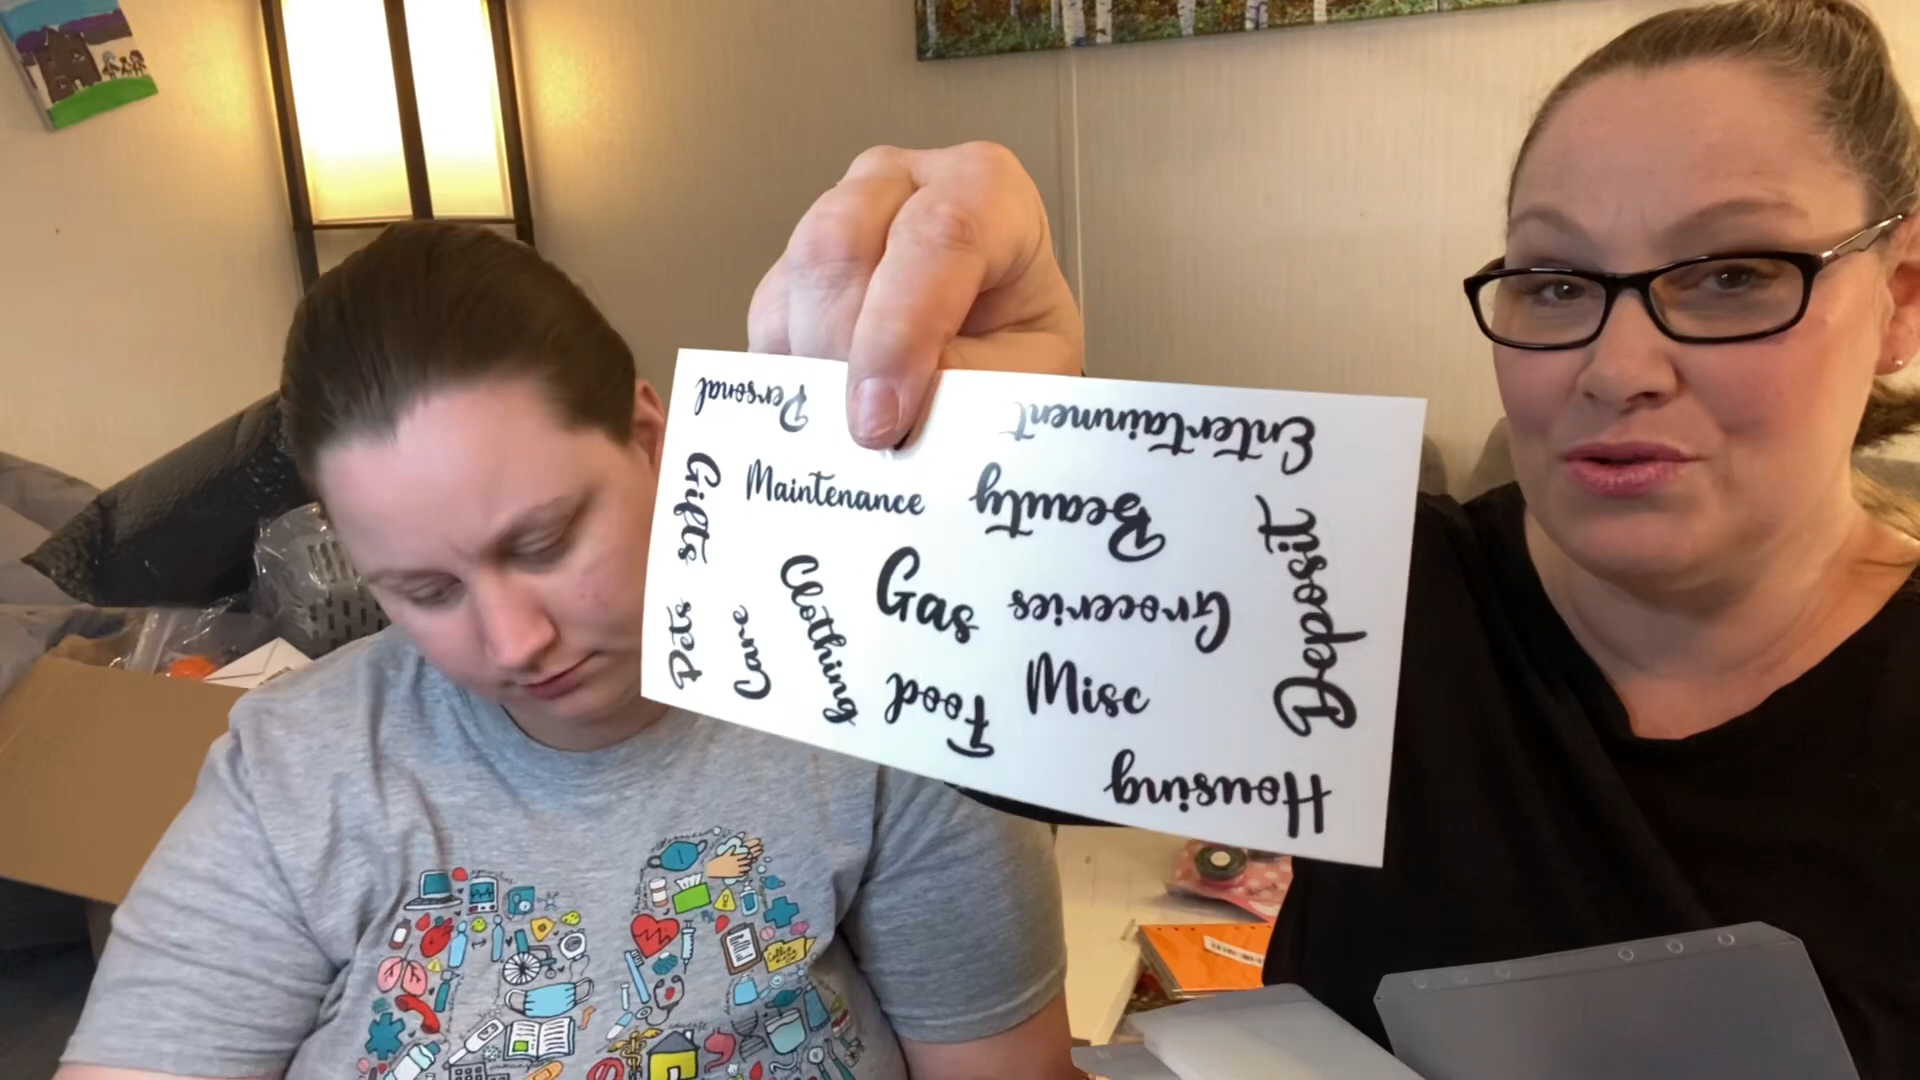 Personal
Entertainment
Gifts
Maintenance
Beauty
Deposit
Clothing
Gas
Groceries
Pets
Care
Food
Misc
Housing